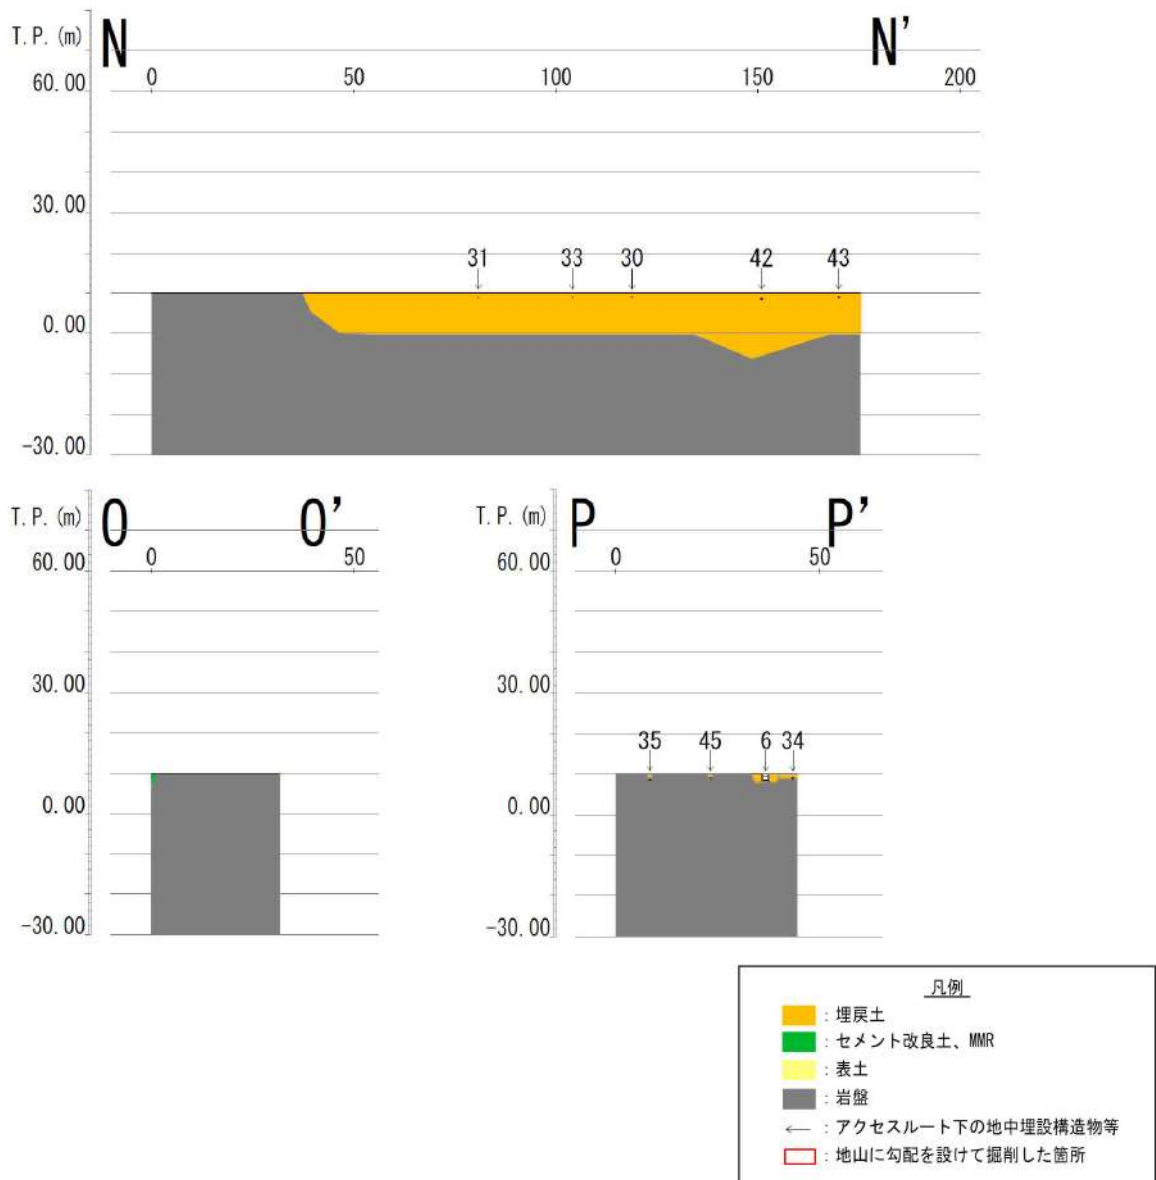 T.P.(m) N N'
0 50 100 150 200
60.00
30.00
31 33 30 42 43
0.00
-30.00
T.P.(m) O O'
0 50
60.00
30.00
0.00
-30.00
T.P.(m) P P'
0 50
60.00
30.00
35 45 6 34
0.00
-30.00
凡例
：埋戻土
：セメント改良土、MMR
：表土
：岩盤
←：アクセスルート下の地中埋設構造物等
：地山に勾配を設けて掘削した箇所